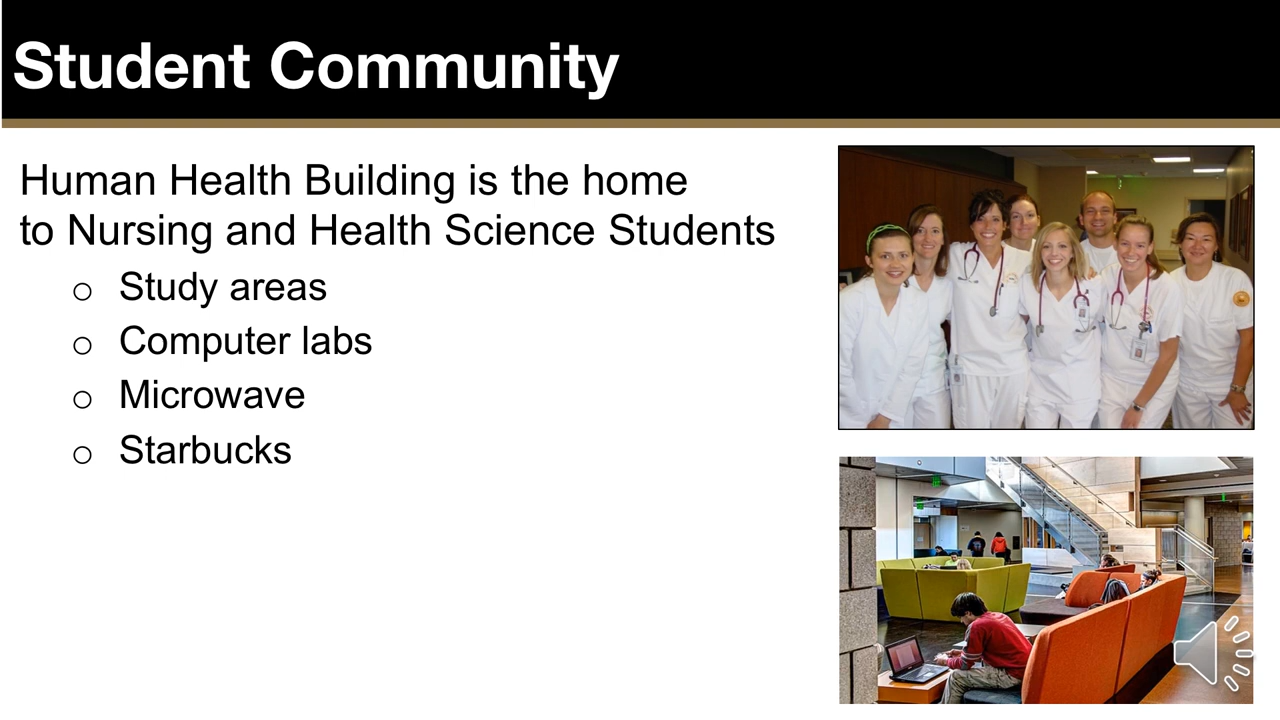 Student Community
Human Health Building is the home
to Nursing and Health Science Students
o Study areas
o Computer labs
o Microwave
o Starbucks